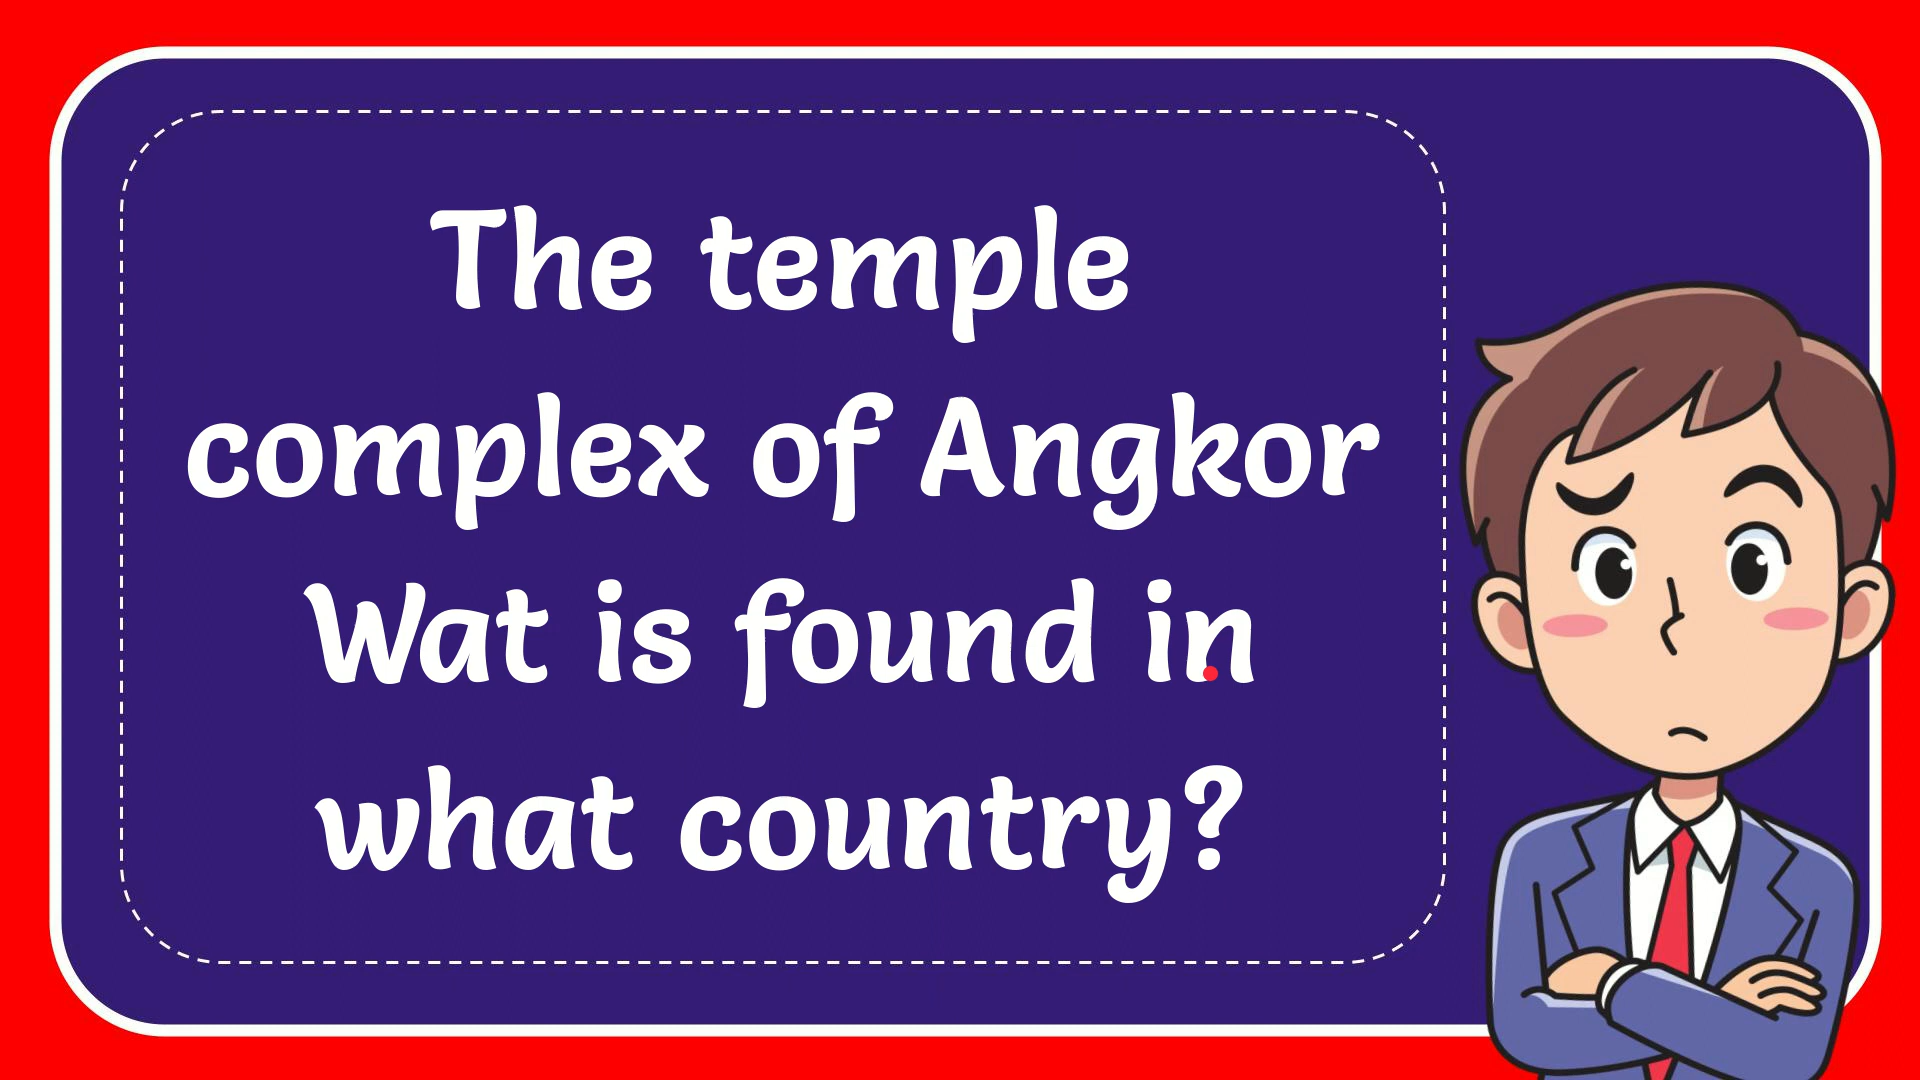 The temple
complex of Angkor
Wat is found in
what country?